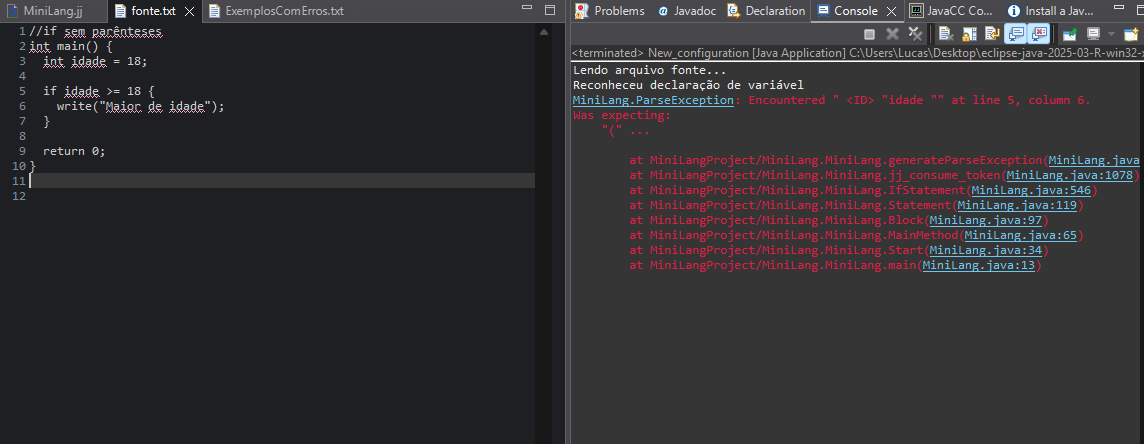 MiniLang.jj
fonte.txt
ExemplosComErros.txt
1 //if sem parênteses
2 int main() {
3 int idade = 18;
4
5 if idade >= 18 {
6 write("Maior de idade");
7 }
8
9 return 0;
10 }
11
12
Problems
Javadoc
Declaration
Console
JavaCC Co...
Install a Jav...
<terminated> New_configuration [Java Application] C:\Users\Lucas\Desktop\eclipse-java-2025-03-R-win32-x
Lendo arquivo fonte...
Reconheceu declaração de variável
MiniLang.ParseException: Encountered " <ID> "idade "" at line 5, column 6.
Was expecting:
"(" ...
at MiniLangProject/MiniLang.MiniLang.generateParseException(MiniLang.java
at MiniLangProject/MiniLang.MiniLang.jj_consume_token(MiniLang.java:1078)
at MiniLangProject/MiniLang.MiniLang.IfStatement(MiniLang.java:546)
at MiniLangProject/MiniLang.MiniLang.Statement(MiniLang.java:119)
at MiniLangProject/MiniLang.MiniLang.Block(MiniLang.java:97)
at MiniLangProject/MiniLang.MiniLang.MainMethod(MiniLang.java:65)
at MiniLangProject/MiniLang.MiniLang.Start(MiniLang.java:34)
at MiniLangProject/MiniLang.MiniLang.main(MiniLang.java:13)